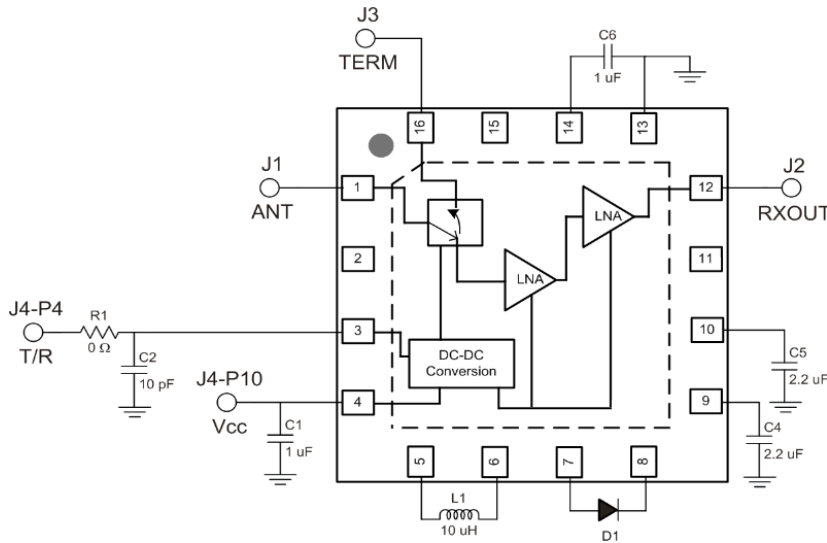 J3
TERM
C6
1 uF
16
15
14
13
J1
ANT
1
LNA
12
J2
RXOUT
2
LNA
11
J4-P4
T/R
R1
0 Ω
C2
10 pF
3
DC-DC
Conversion
10
C5
2.2 uF
J4-P10
Vcc
C1
1 uF
4
9
C4
2.2 uF
5
6
7
8
L1
10 uH
D1